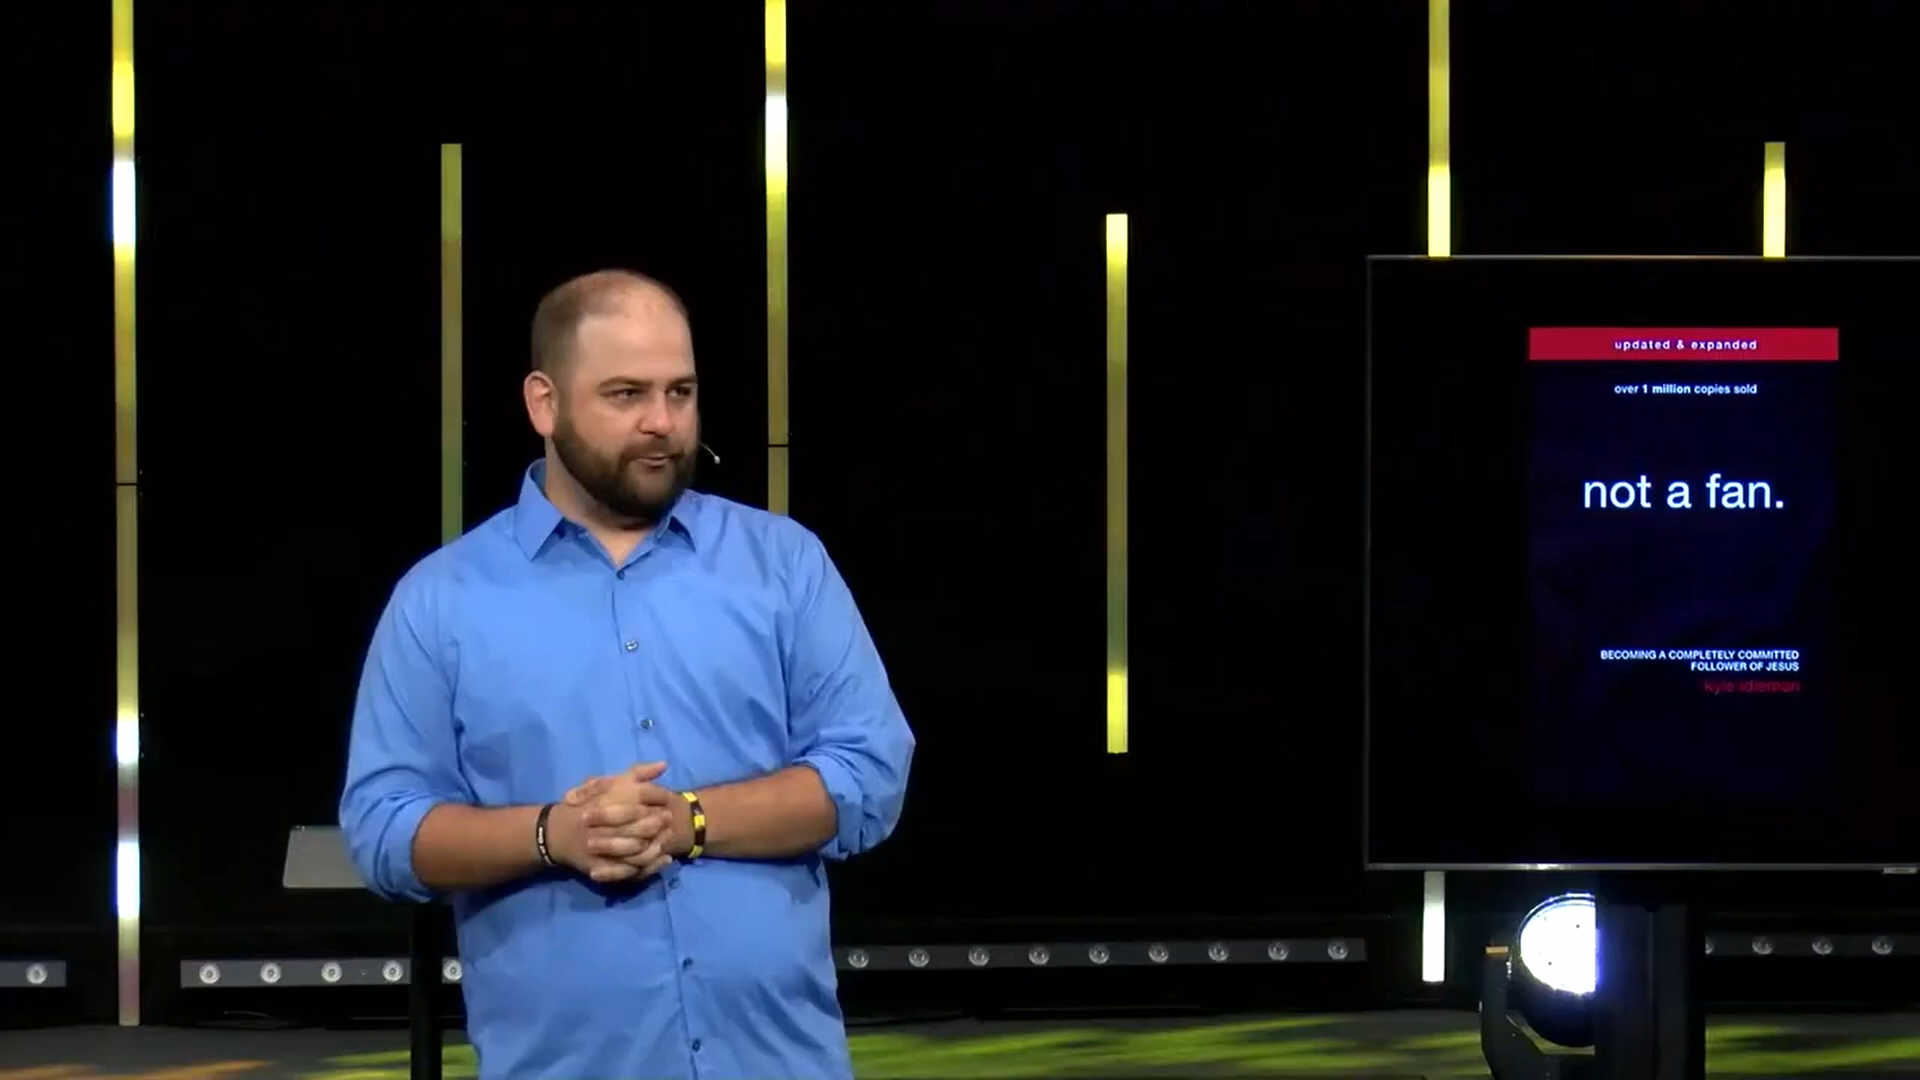 updated & expanded
over 1 million copies sold
not a fan.
BECOMING A COMPLETELY COMMITTED
FOLLOWER OF JESUS
kyle idleman